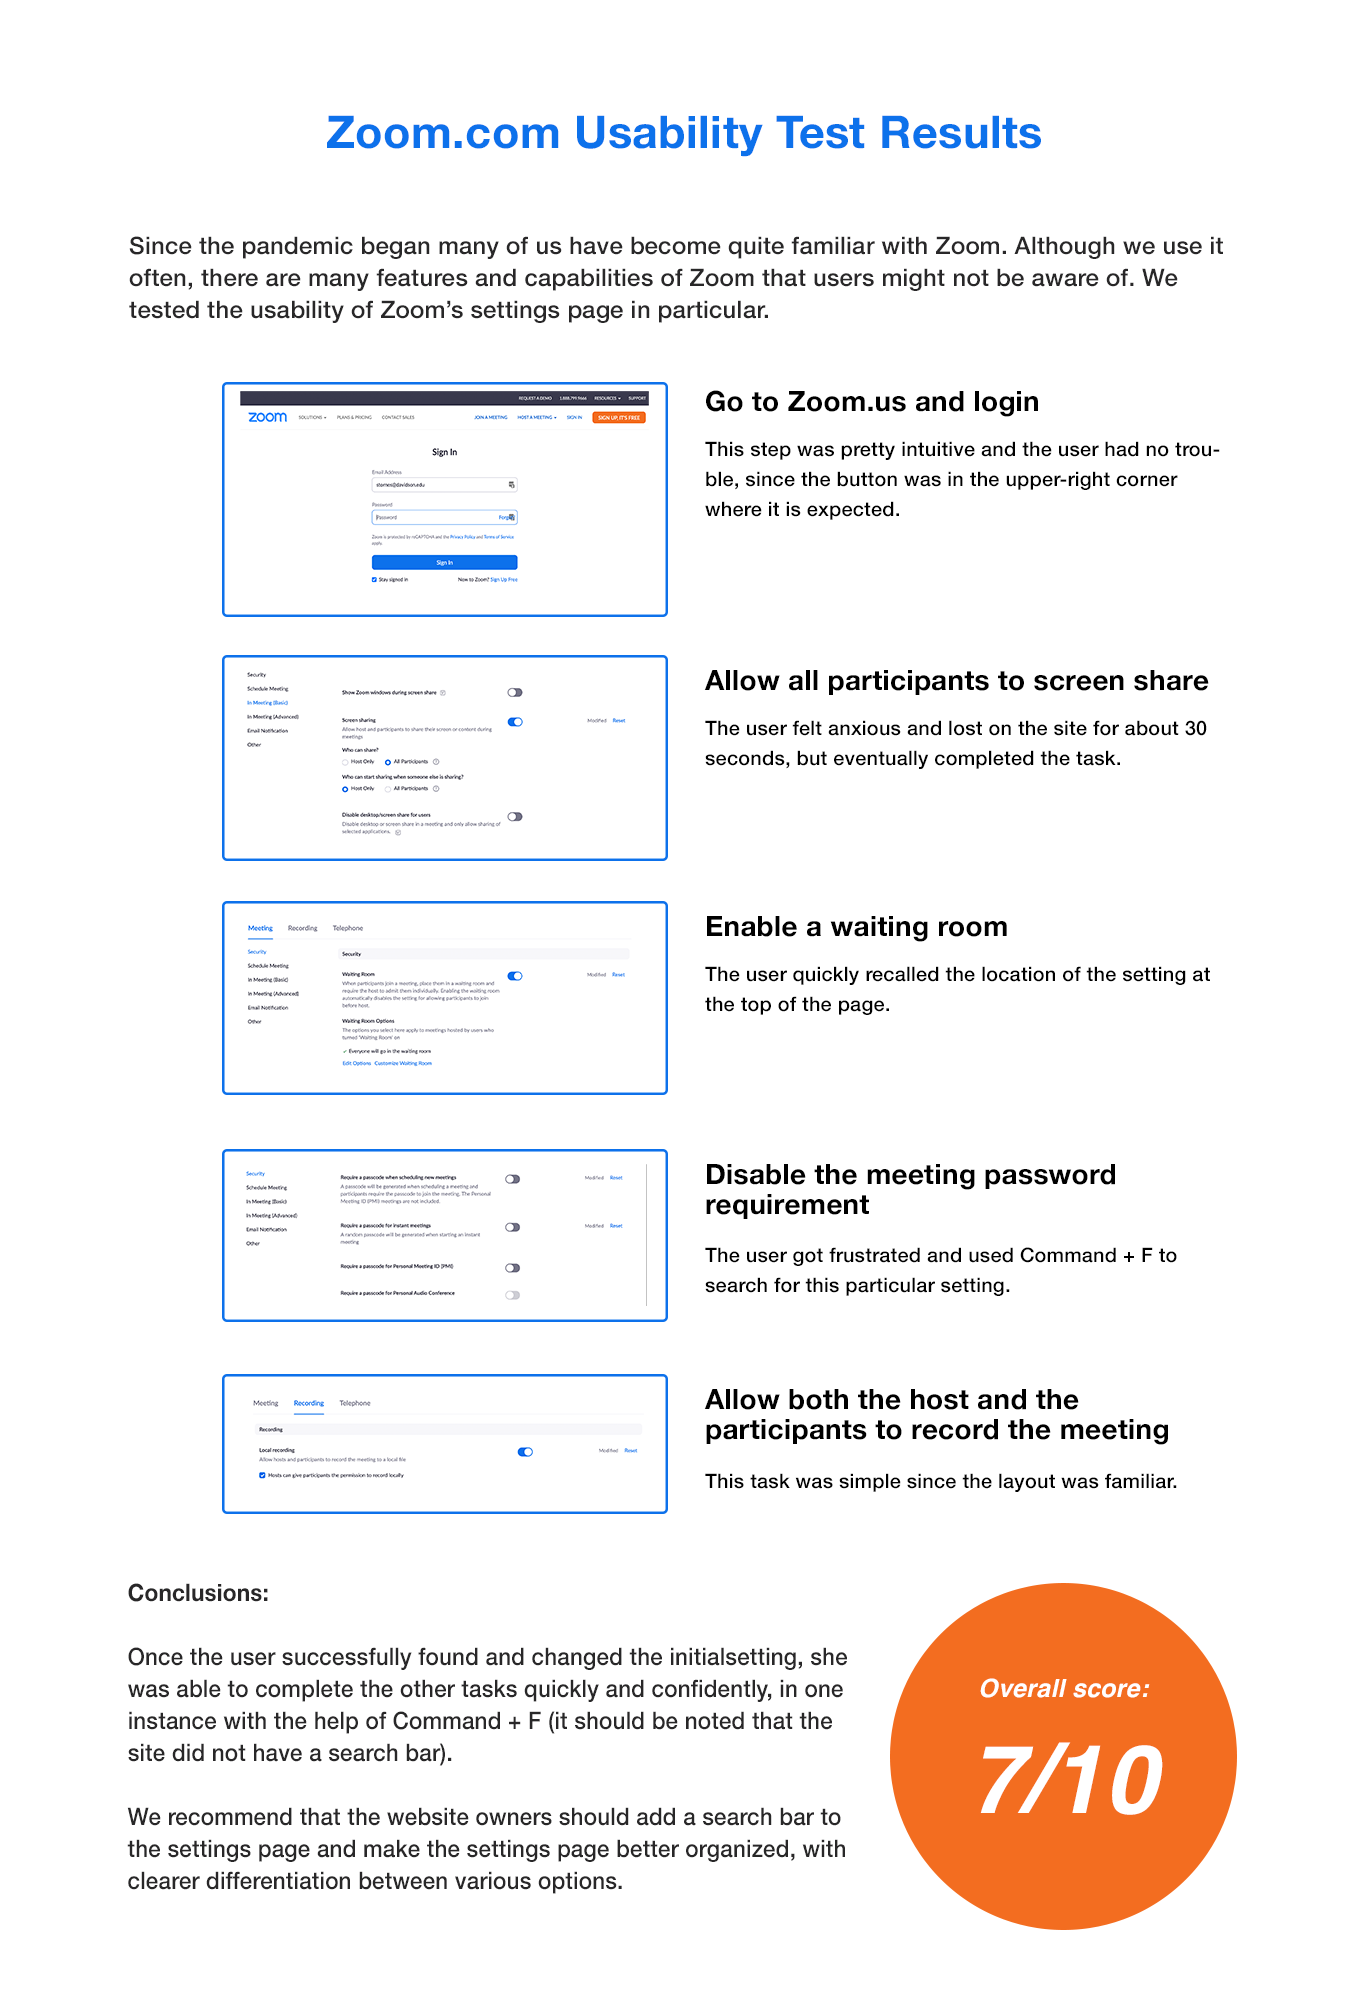 Zoom.com Usability Test Results
Since the pandemic began many of us have become quite familiar with Zoom. Although we use it
often, there are many features and capabilities of Zoom that users might not be aware of. We
tested the usability of Zoom’s settings page in particular.
REQUEST A DEMO 1.888.799.9666 RESOURCES SUPPORT
zoom SOLUTIONS PLANS & PRICING CONTACT SALES JOIN A MEETING HOST A MEETING SIGN IN SIGN UP, IT'S FREE
Sign In
Email Address
stories@davidson.edu
Password
Password
Zoom is protected by reCAPTCHA and the Privacy Policy and Terms of Service
apply.
Sign In
Stay signed in New to Zoom? Sign Up Free
Go to Zoom.us and login
This step was pretty intuitive and the user had no trou-
ble, since the button was in the upper-right corner
where it is expected.
Security
Schedule Meeting
In Meeting (Basic)
In Meeting (Advanced)
Email Notification
Other
Show Zoom windows during screen share
Screen sharing Modified Reset
Allow host and participants to share their screen or content during
meetings
Who can share?
Host Only All Participants
Who can start sharing when someone else is sharing?
Host Only All Participants
Disable desktop/screen share for users
Disable desktop or screen share in a meeting and only allow sharing of
selected applications.
Allow all participants to screen share
The user felt anxious and lost on the site for about 30
seconds, but eventually completed the task.
Meeting Recording Telephone
Security
Schedule Meeting
In Meeting (Basic)
In Meeting (Advanced)
Email Notification
Other
Security
Waiting Room Modified Reset
When participants join a meeting, place them in a waiting room and
require the host to admit them individually. Enabling the waiting room
automatically disables the setting for allowing participants to join
before host.
Waiting Room Options
The options you select here apply to meetings hosted by users who
turned 'Waiting Room' on
✓ Everyone will go in the waiting room
Edit Options Customize Waiting Room
Enable a waiting room
The user quickly recalled the location of the setting at
the top of the page.
Security
Schedule Meeting
In Meeting (Basic)
In Meeting (Advanced)
Email Notification
Other
Require a passcode when scheduling new meetings Modified Reset
A passcode will be generated when scheduling a meeting and
participants require the passcode to join the meeting. The Personal
Meeting ID (PMI) meetings are not included.
Require a passcode for instant meetings Modified Reset
A random passcode will be generated when starting an instant
meeting
Require a passcode for Personal Meeting ID (PMI)
Require a passcode for Personal Audio Conference
Disable the meeting password
requirement
The user got frustrated and used Command + F to
search for this particular setting.
Meeting Recording Telephone
Recording
Local recording Modified Reset
Allow hosts and participants to record the meeting to a local file
Hosts can give participants the permission to record locally
Allow both the host and the
participants to record the meeting
This task was simple since the layout was familiar.
Conclusions:
Once the user successfully found and changed the initialsetting, she
was able to complete the other tasks quickly and confidently, in one
instance with the help of Command + F (it should be noted that the
site did not have a search bar).
We recommend that the website owners should add a search bar to
the settings page and make the settings page better organized, with
clearer differentiation between various options.
Overall score:
7/10